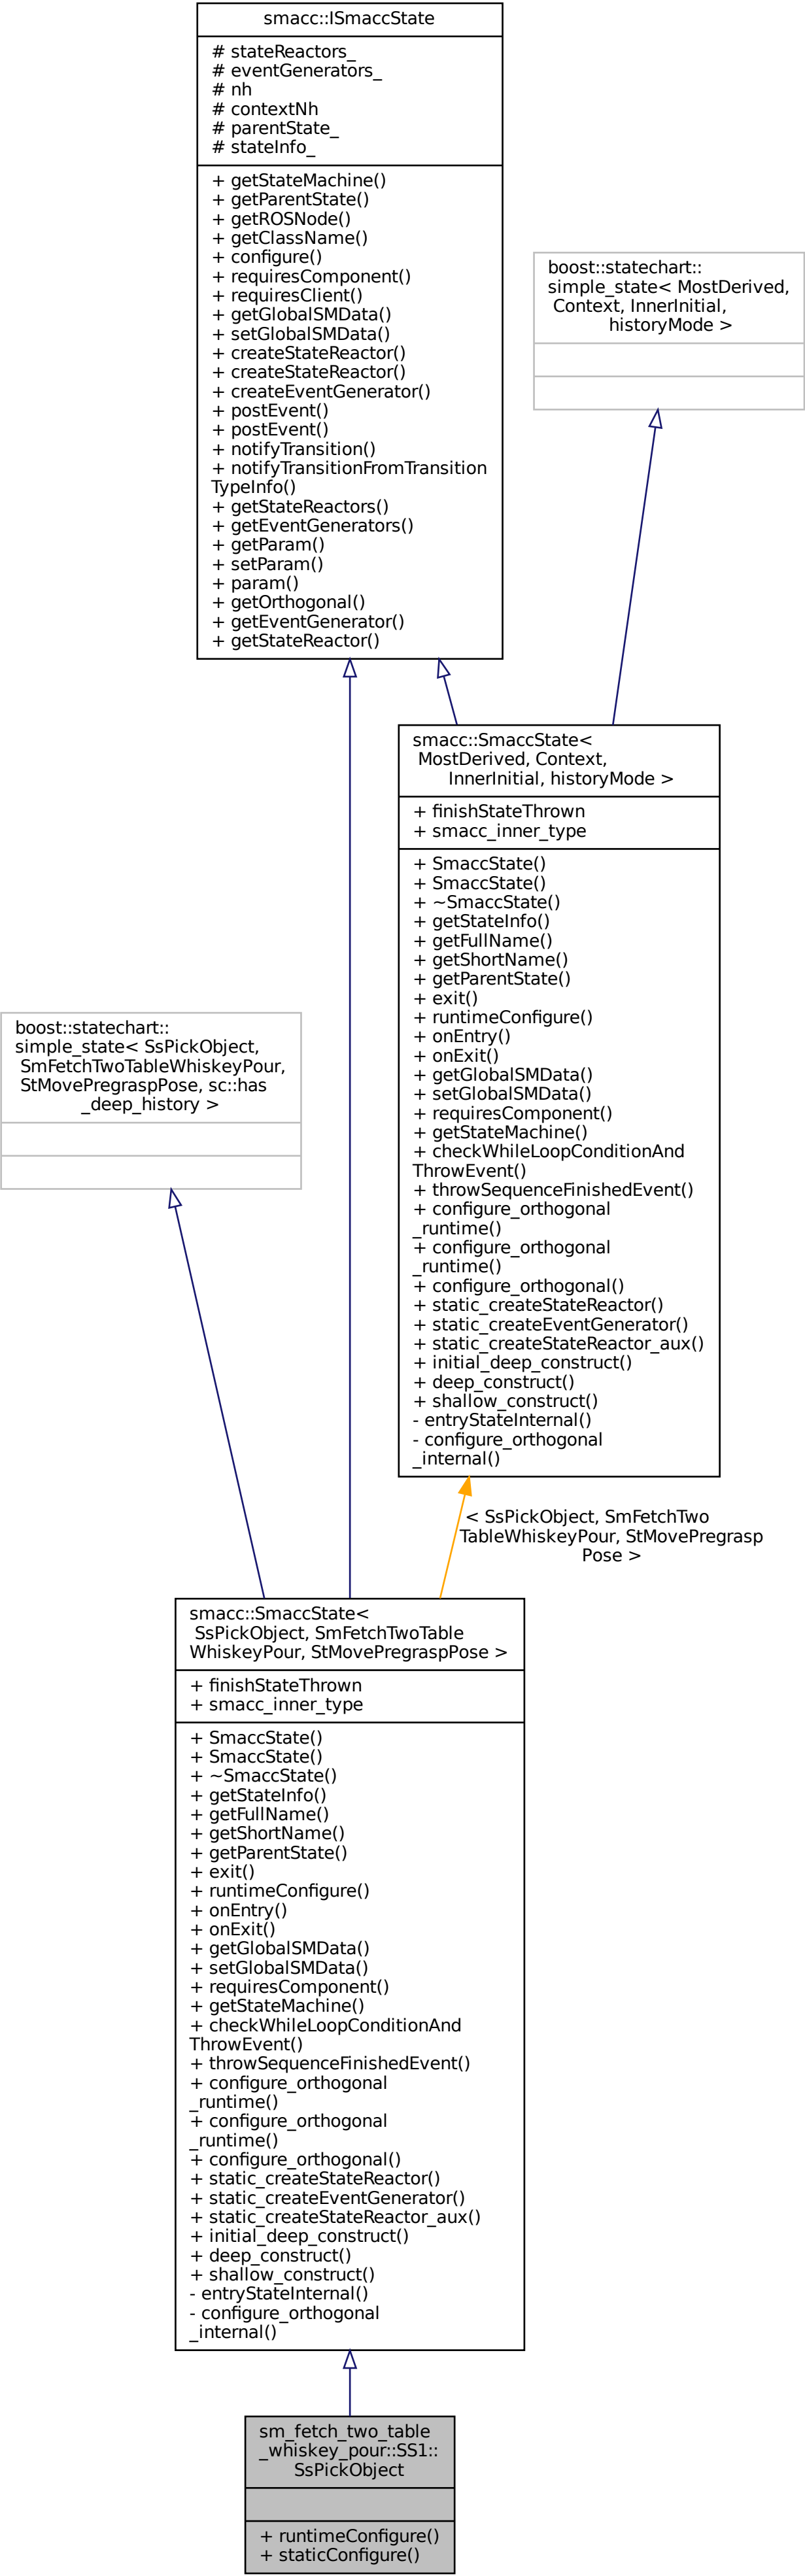 smacc::ISmaccState
# stateReactors_
# eventGenerators_
# nh
# contextNh
# parentState_
# stateInfo_
+ getStateMachine()
+ getParentState()
+ getROSNode()
+ getClassName()
+ configure()
+ requiresComponent()
+ requiresClient()
+ getGlobalSMData()
+ setGlobalSMData()
+ createStateReactor()
+ createStateReactor()
+ createEventGenerator()
+ postEvent()
+ postEvent()
+ notifyTransition()
+ notifyTransitionFromTransition
TypeInfo()
+ getStateReactors()
+ getEventGenerators()
+ getParam()
+ setParam()
+ param()
+ getOrthogonal()
+ getEventGenerator()
+ getStateReactor()
boost::statechart::
simple_state< MostDerived,
Context, InnerInitial,
historyMode >
smacc::SmaccState<
MostDerived, Context,
InnerInitial, historyMode >
+ finishStateThrown
+ smacc_inner_type
+ SmaccState()
+ SmaccState()
+ ~SmaccState()
+ getStateInfo()
+ getFullName()
+ getShortName()
+ getParentState()
+ exit()
+ runtimeConfigure()
+ onEntry()
+ onExit()
+ getGlobalSMData()
+ setGlobalSMData()
+ requiresComponent()
+ getStateMachine()
+ checkWhileLoopConditionAnd
ThrowEvent()
+ throwSequenceFinishedEvent()
+ configure_orthogonal
_runtime()
+ configure_orthogonal
_runtime()
+ configure_orthogonal()
+ static_createStateReactor()
+ static_createEventGenerator()
+ static_createStateReactor_aux()
+ initial_deep_construct()
+ deep_construct()
+ shallow_construct()
- entryStateInternal()
- configure_orthogonal
_internal()
boost::statechart::
simple_state< SsPickObject,
SmFetchTwoTableWhiskeyPour,
StMovePregraspPose, sc::has
_deep_history >
< SsPickObject, SmFetchTwo
TableWhiskeyPour, StMovePregrasp
Pose >
smacc::SmaccState<
SsPickObject, SmFetchTwoTable
WhiskeyPour, StMovePregraspPose >
+ finishStateThrown
+ smacc_inner_type
+ SmaccState()
+ SmaccState()
+ ~SmaccState()
+ getStateInfo()
+ getFullName()
+ getShortName()
+ getParentState()
+ exit()
+ runtimeConfigure()
+ onEntry()
+ onExit()
+ getGlobalSMData()
+ setGlobalSMData()
+ requiresComponent()
+ getStateMachine()
+ checkWhileLoopConditionAnd
ThrowEvent()
+ throwSequenceFinishedEvent()
+ configure_orthogonal
_runtime()
+ configure_orthogonal
_runtime()
+ configure_orthogonal()
+ static_createStateReactor()
+ static_createEventGenerator()
+ static_createStateReactor_aux()
+ initial_deep_construct()
+ deep_construct()
+ shallow_construct()
- entryStateInternal()
- configure_orthogonal
_internal()
sm_fetch_two_table
_whiskey_pour::SS1::
SsPickObject
+ runtimeConfigure()
+ staticConfigure()